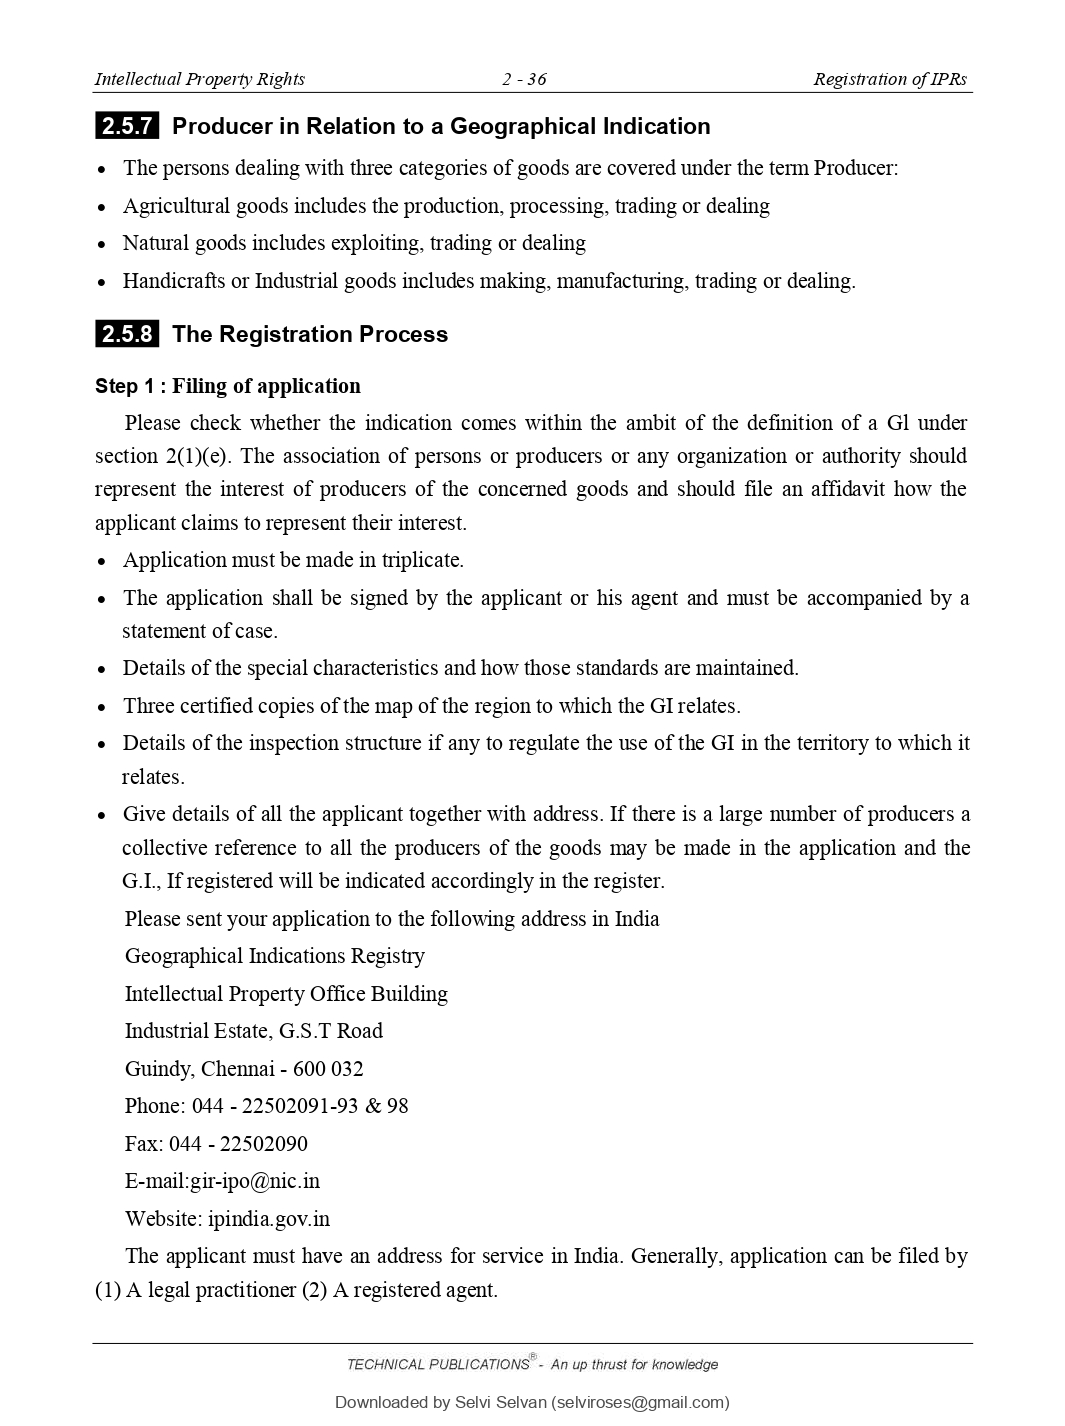 Intellectual Property Rights 2 - 36 Registration of IPRs
2.5.7 Producer in Relation to a Geographical Indication
• The persons dealing with three categories of goods are covered under the term Producer:
• Agricultural goods includes the production, processing, trading or dealing
• Natural goods includes exploiting, trading or dealing
• Handicrafts or Industrial goods includes making, manufacturing, trading or dealing.
2.5.8 The Registration Process
Step 1 : Filing of application
Please check whether the indication comes within the ambit of the definition of a Gl under
section 2(1)(e). The association of persons or producers or any organization or authority should
represent the interest of producers of the concerned goods and should file an affidavit how the
applicant claims to represent their interest.
• Application must be made in triplicate.
• The application shall be signed by the applicant or his agent and must be accompanied by a
statement of case.
• Details of the special characteristics and how those standards are maintained.
• Three certified copies of the map of the region to which the GI relates.
• Details of the inspection structure if any to regulate the use of the GI in the territory to which it
relates.
• Give details of all the applicant together with address. If there is a large number of producers a
collective reference to all the producers of the goods may be made in the application and the
G.I., If registered will be indicated accordingly in the register.
Please sent your application to the following address in India
Geographical Indications Registry
Intellectual Property Office Building
Industrial Estate, G.S.T Road
Guindy, Chennai - 600 032
Phone: 044 - 22502091-93 & 98
Fax: 044 - 22502090
E-mail:gir-ipo@nic.in
Website: ipindia.gov.in
The applicant must have an address for service in India. Generally, application can be filed by
(1) A legal practitioner (2) A registered agent.
TECHNICAL PUBLICATIONS® - An up thrust for knowledge
Downloaded by Selvi Selvan (selviroses@gmail.com)